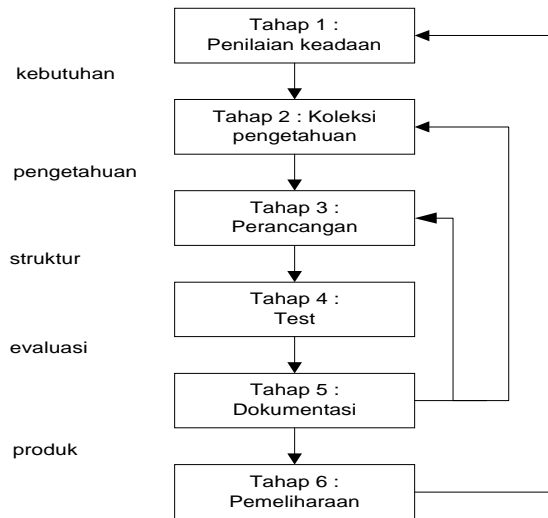 Tahap 1 :
Penilaian keadaan
kebutuhan
Tahap 2 : Koleksi
pengetahuan
pengetahuan
Tahap 3 :
Perancangan
struktur
Tahap 4 :
Test
evaluasi
Tahap 5 :
Dokumentasi
produk
Tahap 6 :
Pemeliharaan